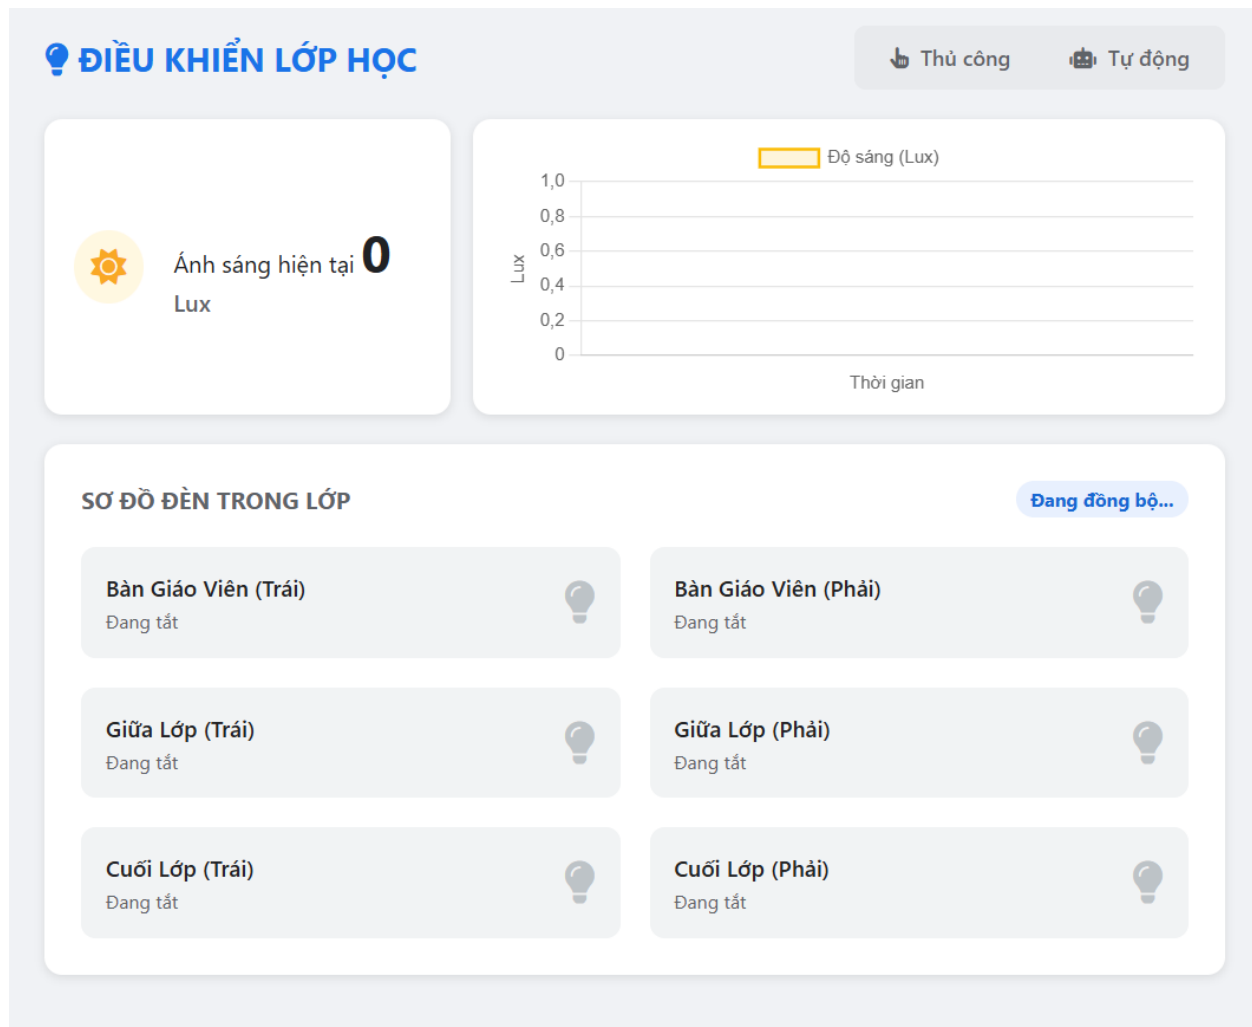 ĐIỀU KHIỂN LỚP HỌC
Thủ công
Tự động
Ánh sáng hiện tại 0
Lux
Độ sáng (Lux)
1,0
0,8
0,6
0,4
0,2
0
Lux
Thời gian
SƠ ĐỒ ĐÈN TRONG LỚP
Đang đồng bộ...
Bàn Giáo Viên (Trái)
Đang tắt
Bàn Giáo Viên (Phải)
Đang tắt
Giữa Lớp (Trái)
Đang tắt
Giữa Lớp (Phải)
Đang tắt
Cuối Lớp (Trái)
Đang tắt
Cuối Lớp (Phải)
Đang tắt